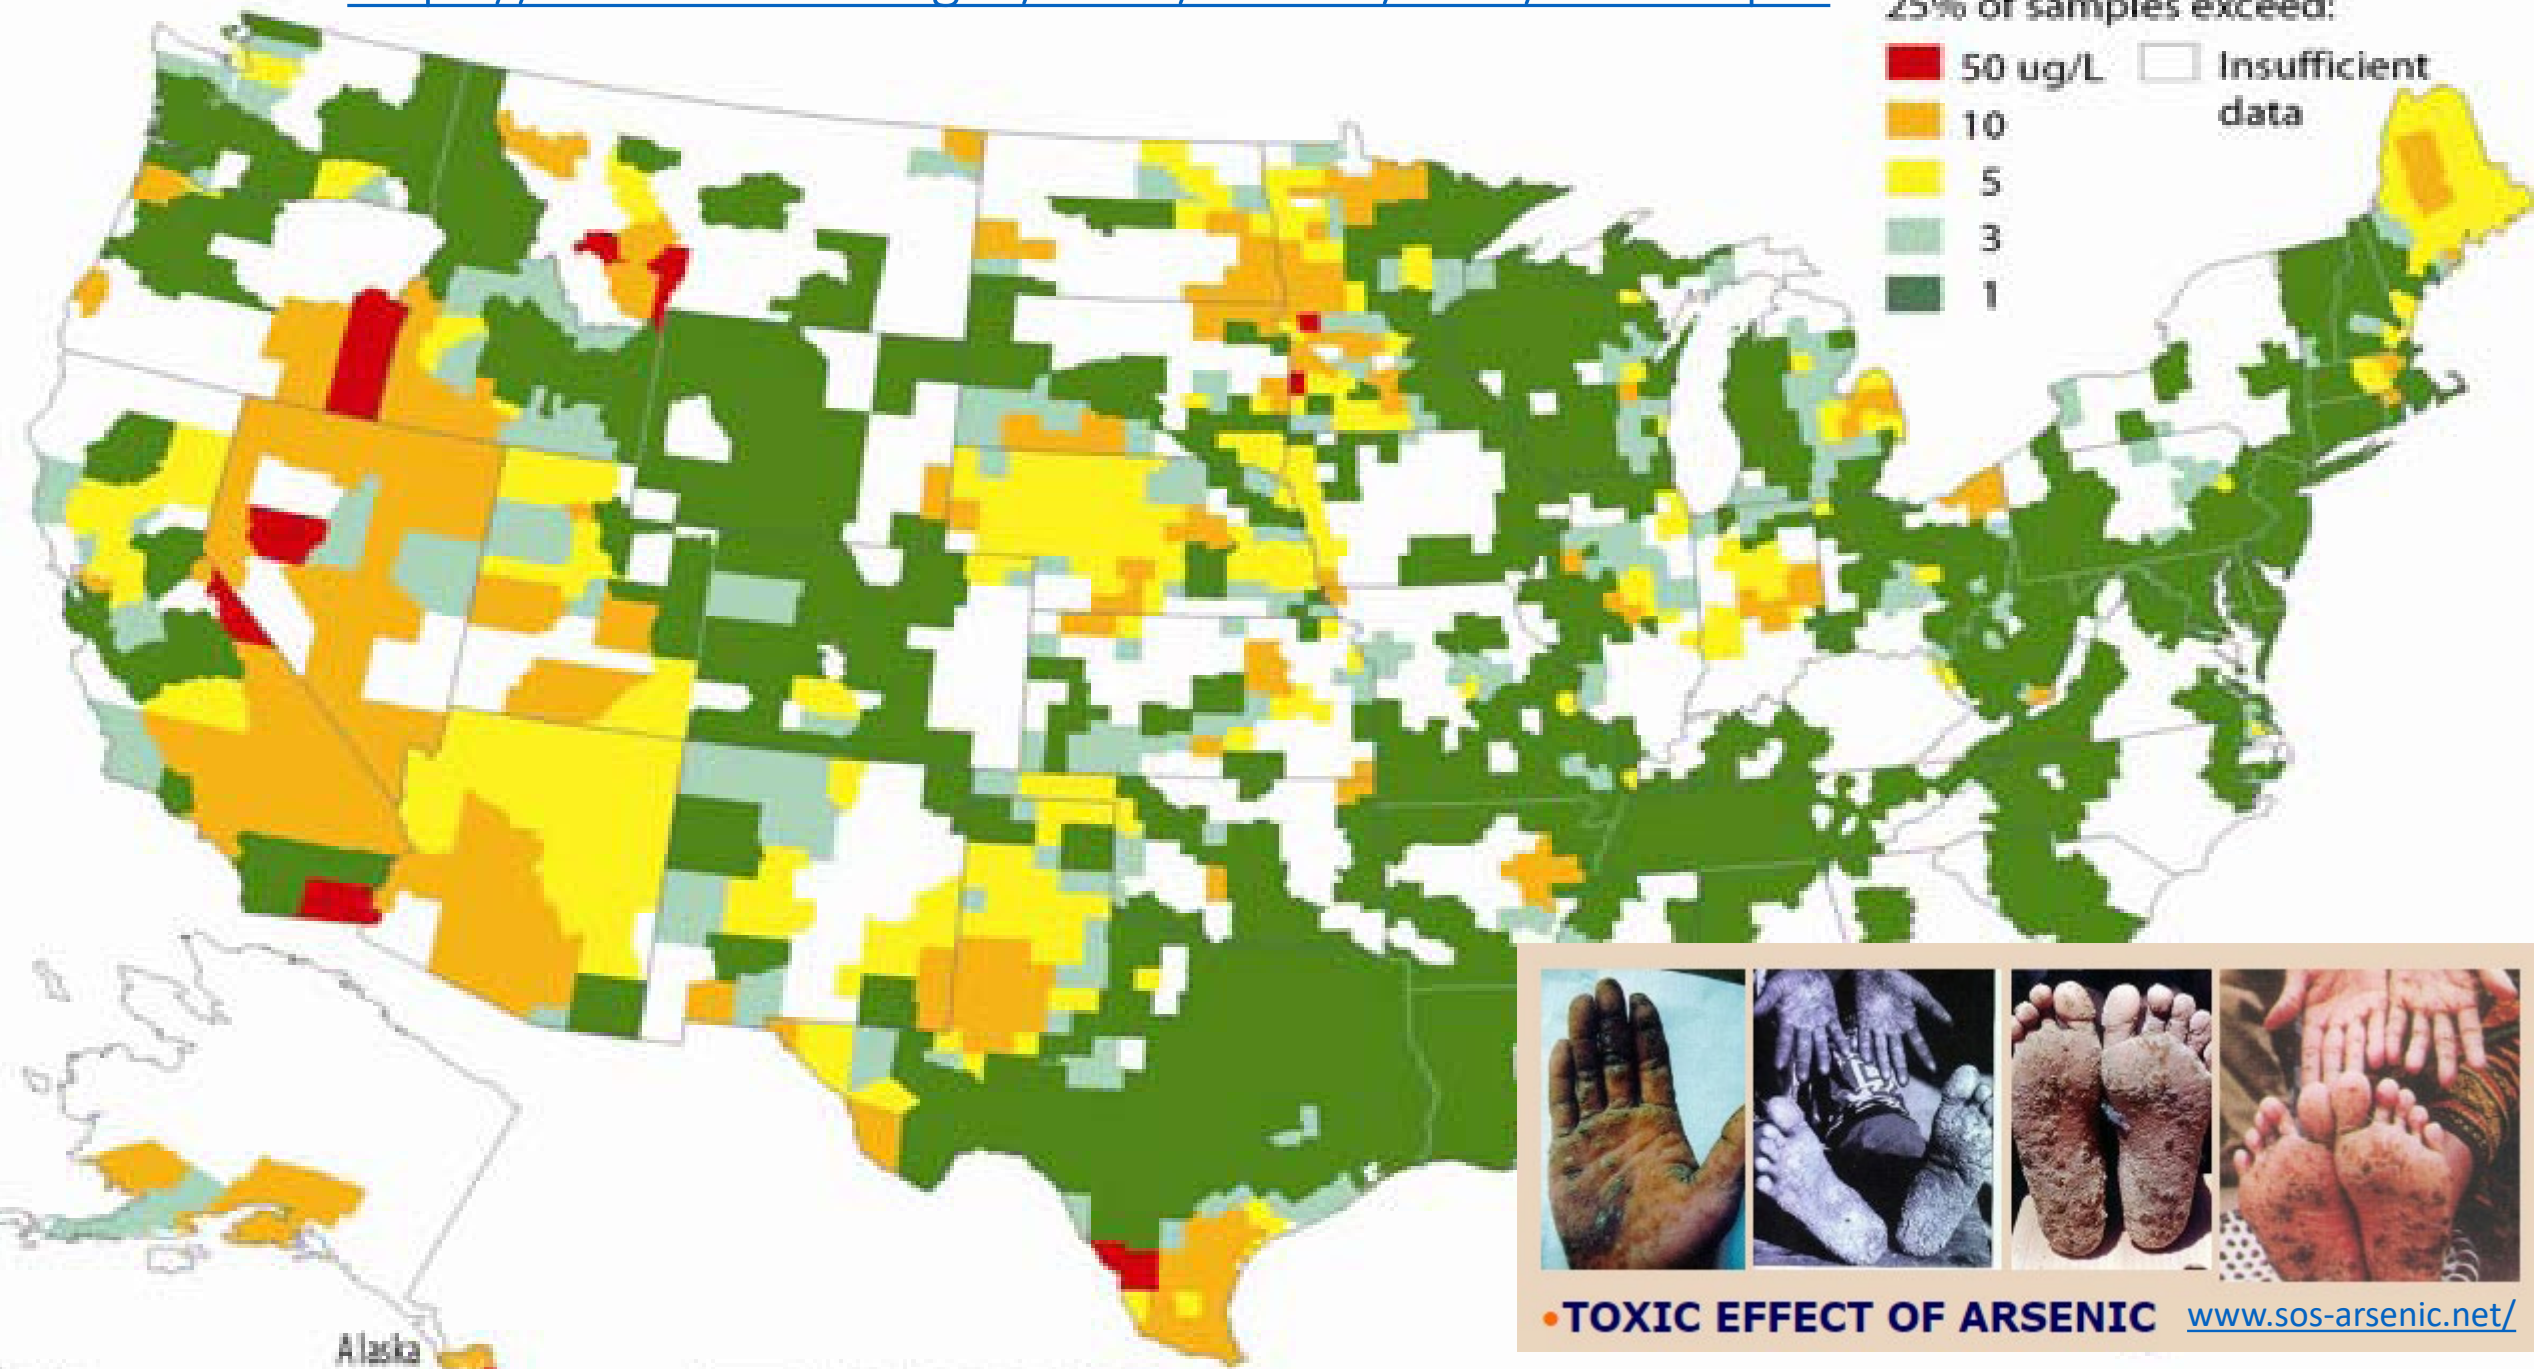 25% of samples exceed:
50 ug/L
Insufficient
data
10
5
3
1
Alaska
•TOXIC EFFECT OF ARSENIC
www.sos-arsenic.net/